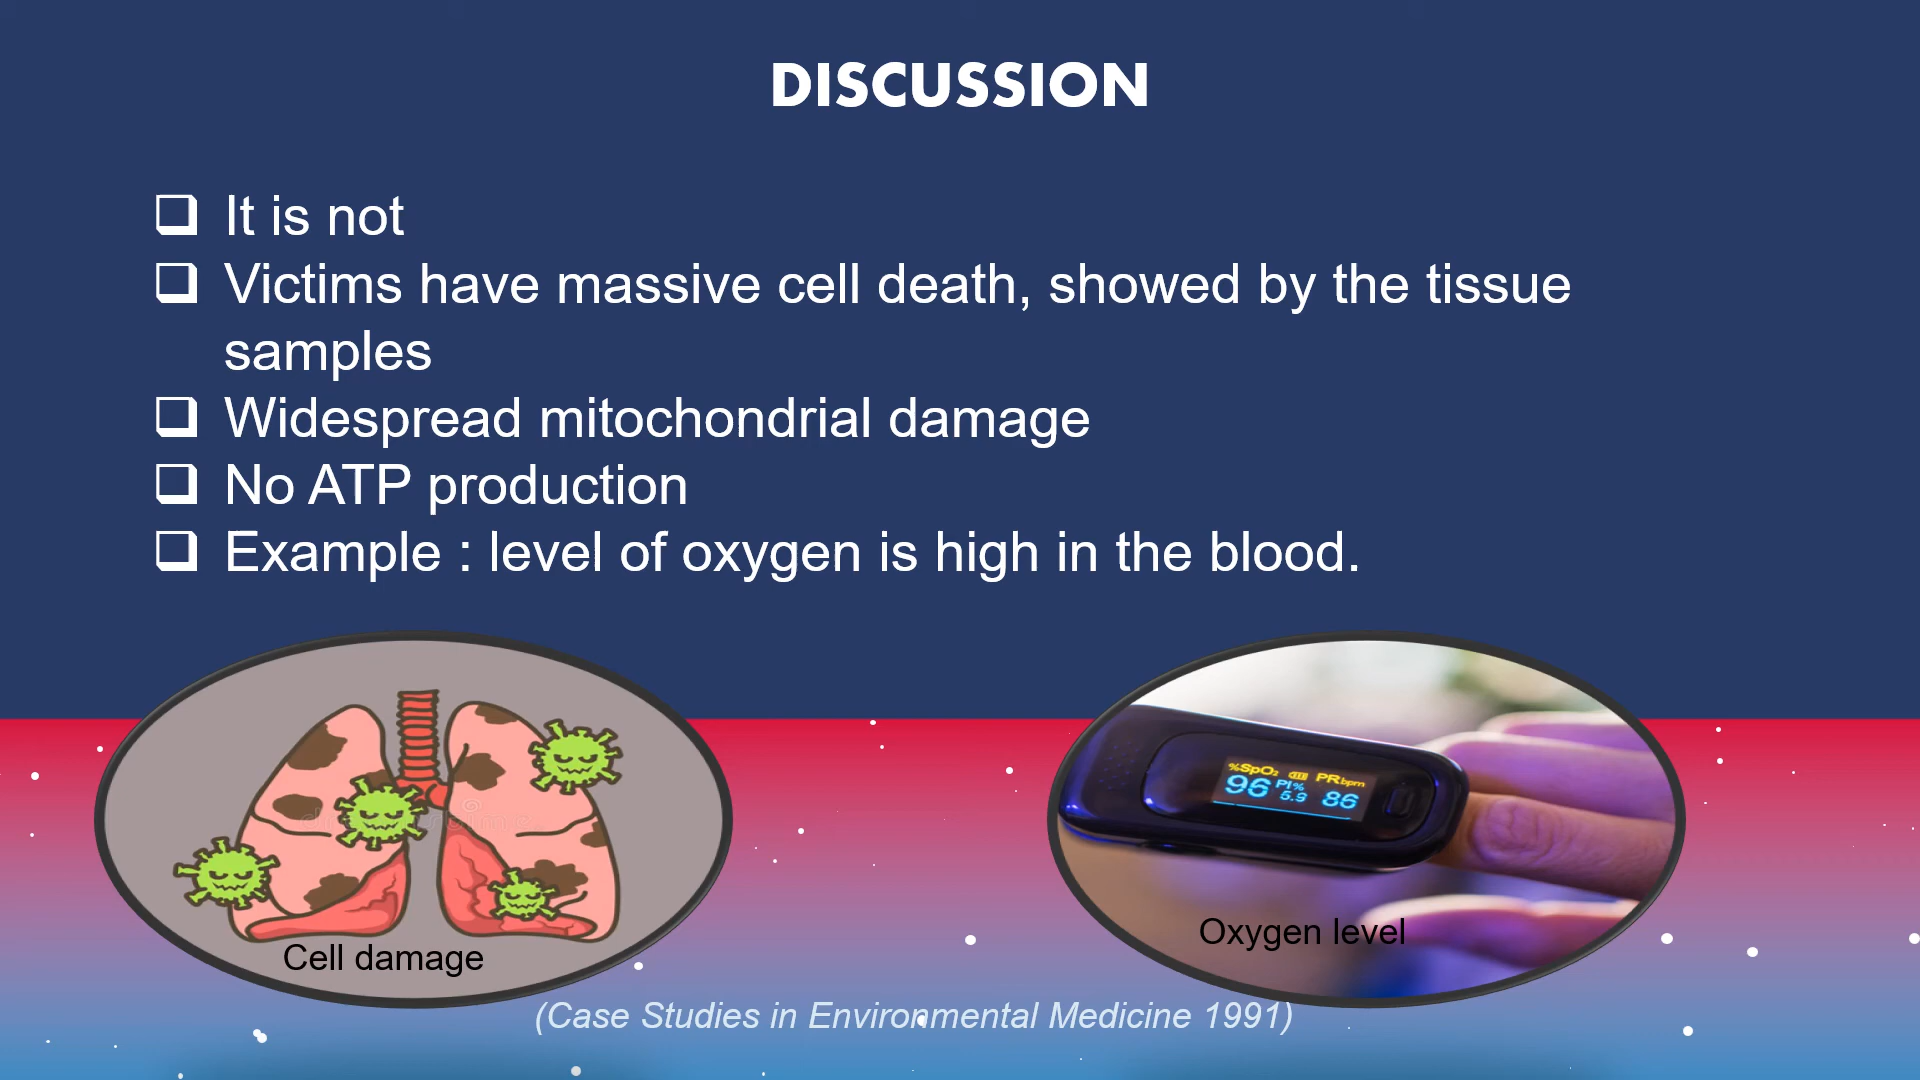 DISCUSSION
❑ It is not
❑ Victims have massive cell death, showed by the tissue
samples
❑ Widespread mitochondrial damage
❑ No ATP production
❑ Example : level of oxygen is high in the blood.
%SpO₂ PRbpm
96 PI% 5.9 86
Cell damage
Oxygen level
(Case Studies in Environmental Medicine 1991)